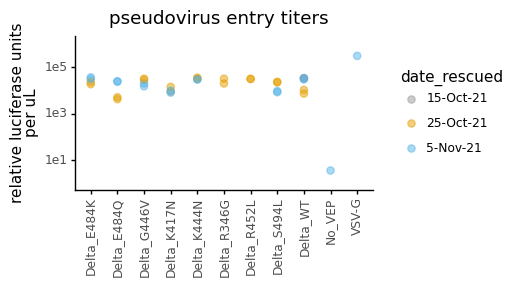 pseudovirus entry titers
relative luciferase units
per uL
1e5
1e3
1e1
Delta_E484K
Delta_E484Q
Delta_G446V
Delta_K417N
Delta_K444N
Delta_R346G
Delta_R452L
Delta_S494L
Delta_WT
No_VEP
VSV-G
date_rescued
15-Oct-21
25-Oct-21
5-Nov-21